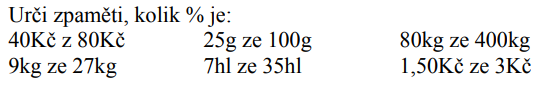 Urči zpaměti, kolik % je:
40Kč z 80Kč 25g ze 100g 80kg ze 400kg
9kg ze 27kg 7hl ze 35hl 1,50Kč ze 3Kč